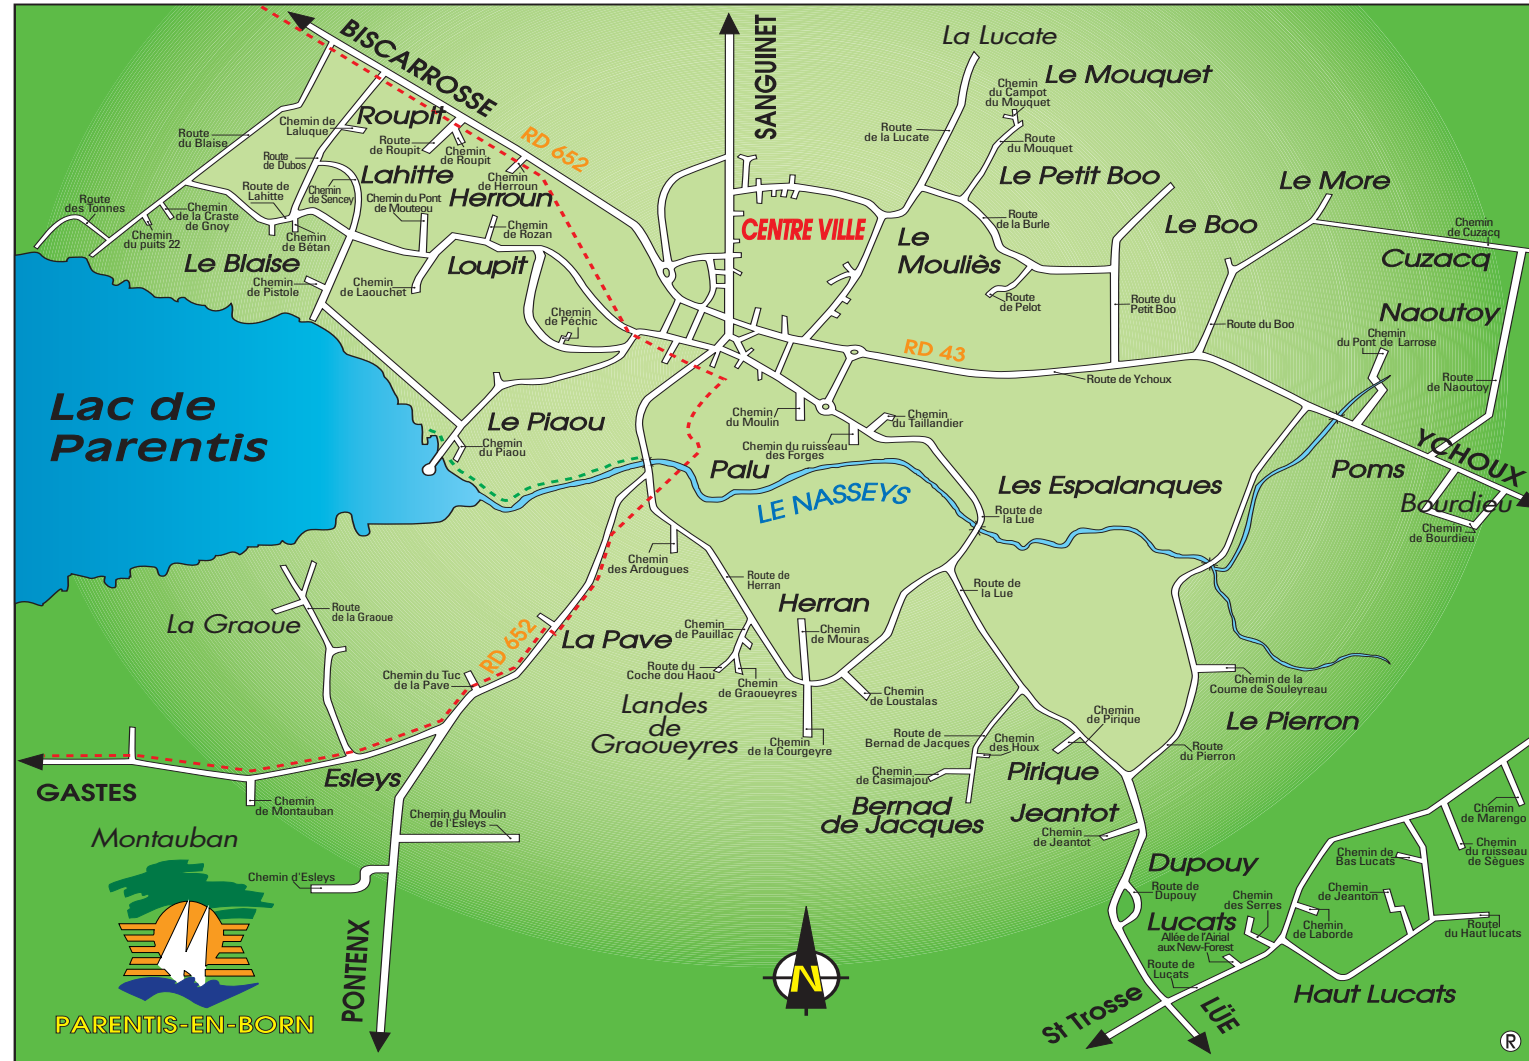 BISCARROSSE
SANGUINET
La Lucate
Le Mouquet
Chemin
du Campot
du Mouquet
Route
de la Lucate
Route
du Mouquet
Roupit
Chemin de
Laluque
Route
du Blaise
Route
de Roupit
Chemin
de Roupit
RD 652
Route
de Dubos
Lahitte
Chemin
de Herroun
Herroun
Route de
Lahitte
Chemin
de Sencey
Chemin du Pont
de Mouteou
Route
des Tonnes
Chemin
de la Craste
de Gnoy
Chemin
du puits 22
Chemin
de Bétan
Chemin
de Rozan
Le Petit Boo
Le More
Route
de la Burle
Le Boo
Chemin
de Cuzacq
CENTRE VILLE
Le
Mouliès
Cuzacq
Le Blaise
Loupit
Chemin
de Pistole
Chemin
de Laouchet
Chemin
de Péchic
Route
de Pelot
Route du
Petit Boo
Naoutoy
Route du Boo
Chemin
du Pont de Larrose
RD 43
Route de Ychoux
Route
de Naoutoy
Lac de
Parentis
Le Piaou
Chemin
du Piaou
Chemin
du Moulin
Chemin
du Taillandier
Chemin du ruisseau
des Forges
YCHOUX
Palu
Poms
LE NASSEYS
Les Espalanques
Bourdieu
Chemin
de Bourdieu
Route de
la Lue
Chemin
des Ardougues
Route de
Herran
Route de
la Lue
Herran
Route
de la Graoue
La Graoue
La Pave
RD 652
Chemin
de Pauillac
Chemin
de Mouras
Chemin du Tuc
de la Pave
Route du
Coche dou Haou
Chemin
de Graoueyres
Chemin
de Loustalas
Chemin de la
Coume de Souleyreau
Landes
de
Graoueyres
Chemin
de la Courgeyre
Chemin
de Pirique
Le Pierron
Route de
Bernad de Jacques
Chemin
des Houx
Route
du Pierron
Esleys
GASTES
Chemin
de Montauban
Chemin
de Casimajou
Pirique
Bernad
de Jacques
Jeantot
Chemin
de Jeantot
Chemin du Moulin
de l'Esleys
Montauban
Chemin
de Marengo
Chemin
du ruisseau
de Sègues
Chemin d'Esleys
Dupouy
Route de
Dupouy
Chemin de
Bas Lucats
Chemin
de Jeanton
Chemin
des Serres
Lucats
Allée de l'Airial
aux New-Forest
Chemin
de Laborde
Route
du Haut lucats
Route de
Lucats
Haut Lucats
PONTENX
N
PARENTIS-EN-BORN
St Trosse
LÜE
R